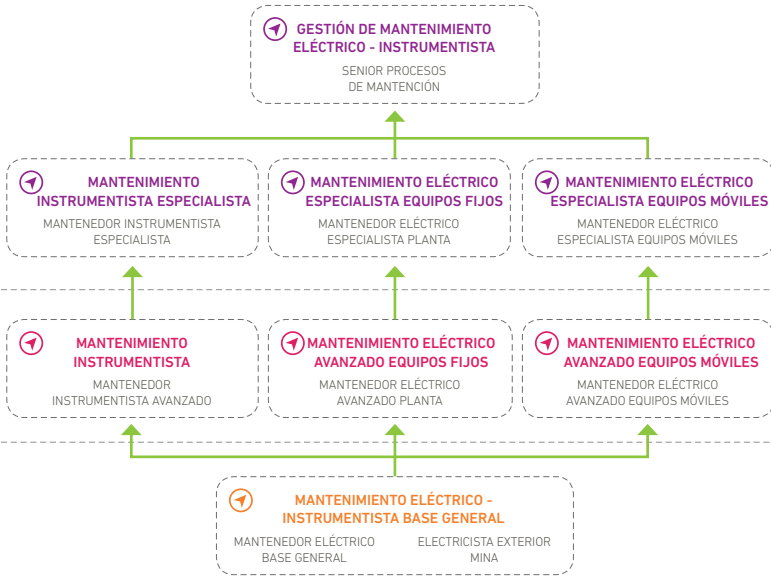 GESTIÓN DE MANTENIMIENTO
ELÉCTRICO - INSTRUMENTISTA
SENIOR PROCESOS
DE MANTENCIÓN
MANTENIMIENTO
INSTRUMENTISTA ESPECIALISTA
MANTENEDOR INSTRUMENTISTA
ESPECIALISTA
MANTENIMIENTO ELÉCTRICO
ESPECIALISTA EQUIPOS FIJOS
MANTENEDOR ELÉCTRICO
ESPECIALISTA PLANTA
MANTENIMIENTO ELÉCTRICO
ESPECIALISTA EQUIPOS MÓVILES
MANTENEDOR ELÉCTRICO
ESPECIALISTA EQUIPOS MÓVILES
MANTENIMIENTO
INSTRUMENTISTA
MANTENEDOR
INSTRUMENTISTA AVANZADO
MANTENIMIENTO ELÉCTRICO
AVANZADO EQUIPOS FIJOS
MANTENEDOR ELÉCTRICO
AVANZADO PLANTA
MANTENIMIENTO ELÉCTRICO
AVANZADO EQUIPOS MÓVILES
MANTENEDOR ELÉCTRICO
AVANZADO EQUIPOS MÓVILES
MANTENIMIENTO ELÉCTRICO -
INSTRUMENTISTA BASE GENERAL
MANTENEDOR ELÉCTRICO
BASE GENERAL
ELECTRICISTA EXTERIOR
MINA